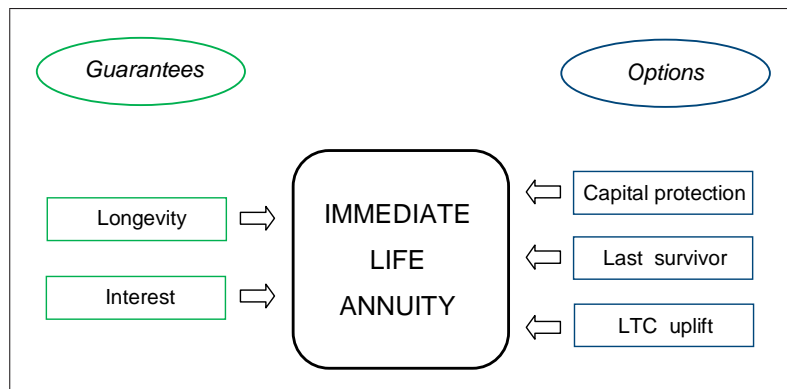 Guarantees
Options
Longevity
Interest
IMMEDIATE
LIFE
ANNUITY
Capital protection
Last survivor
LTC uplift